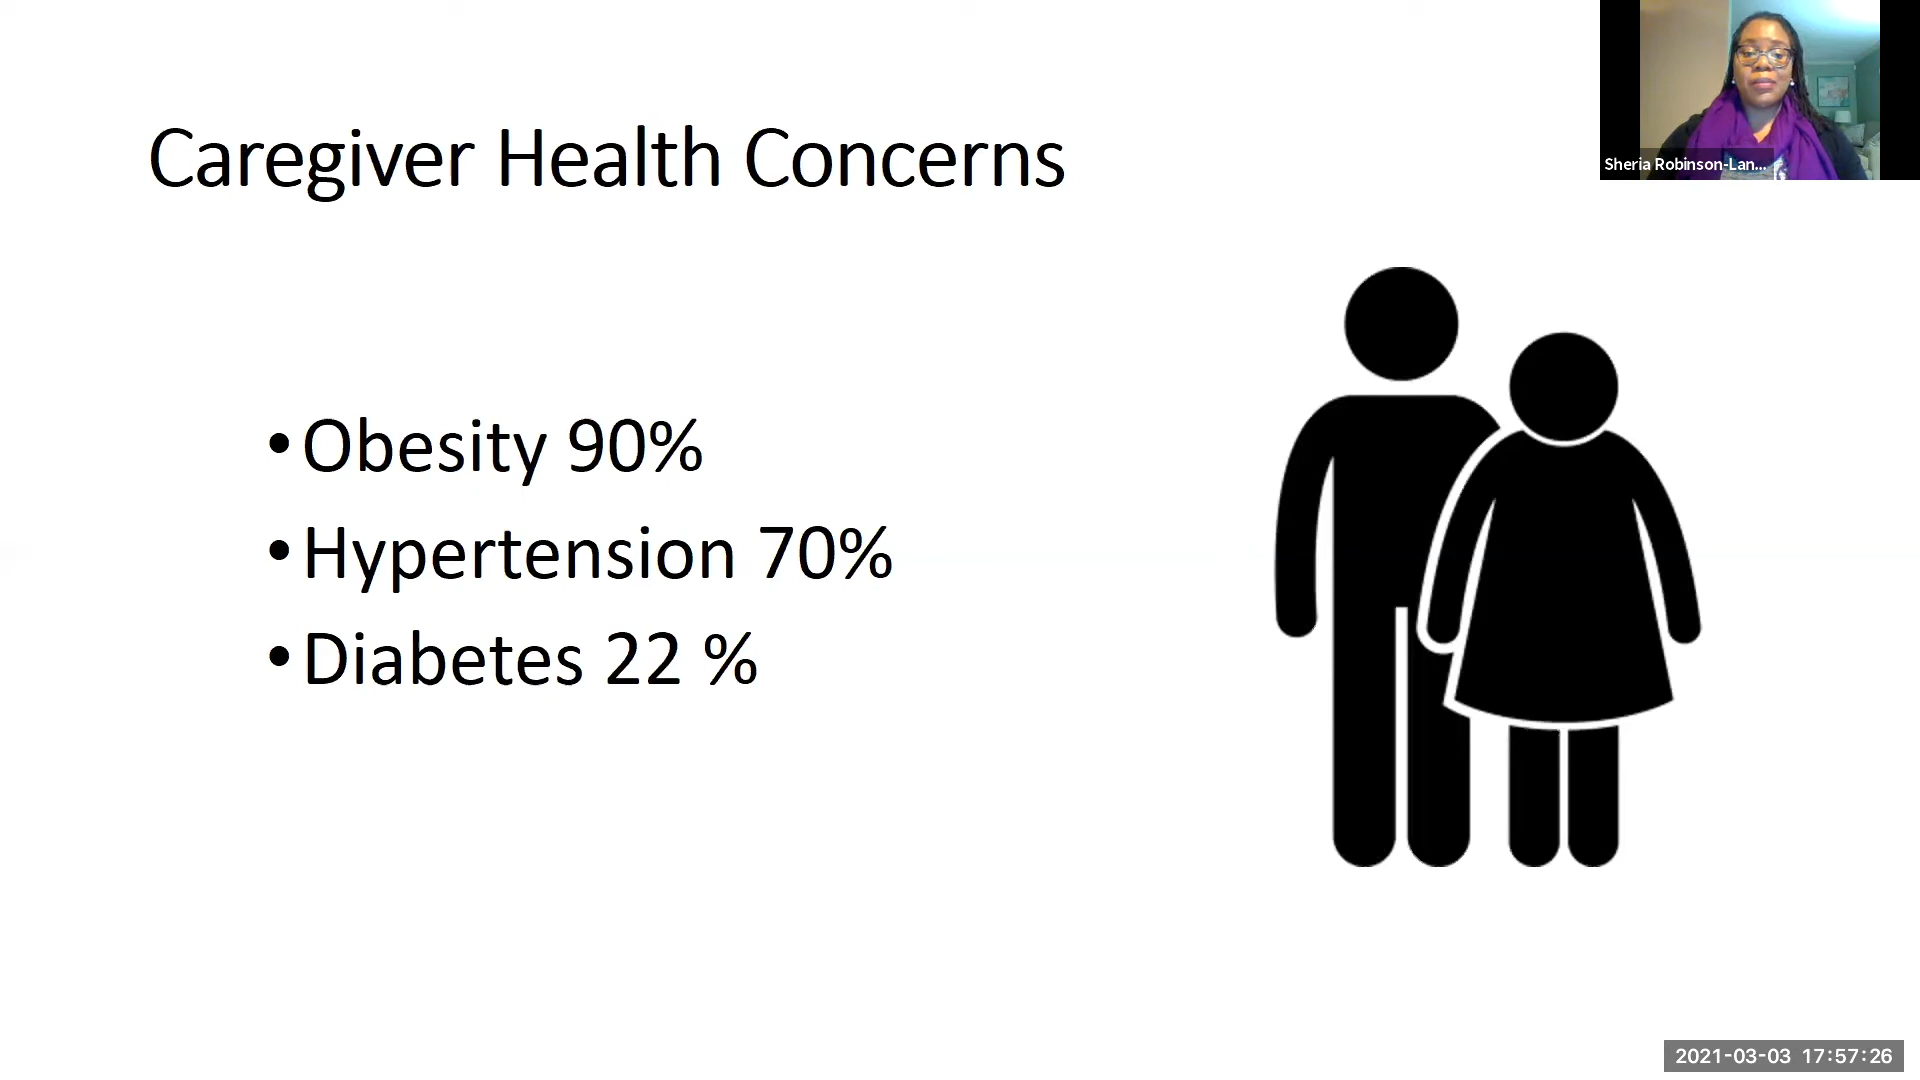 Sheria Robinson-Lan...
Caregiver Health Concerns
•Obesity 90%
•Hypertension 70%
•Diabetes 22 %
2021-03-03 17:57:26